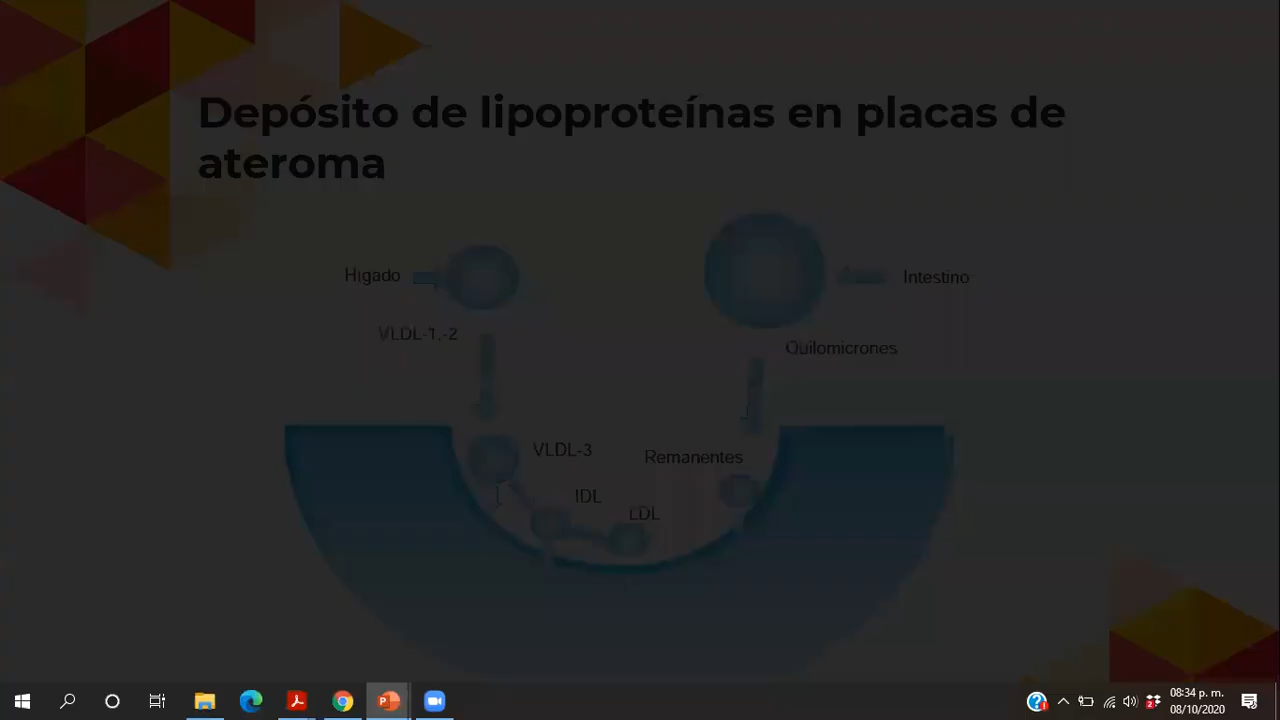 Depósito de lipoproteínas en placas de
ateroma
Hígado
Intestino
VLDL-1,-2
Quilomicrones
VLDL-3
Remanentes
IDL
LDL
08:34 p. m.
08/10/2020